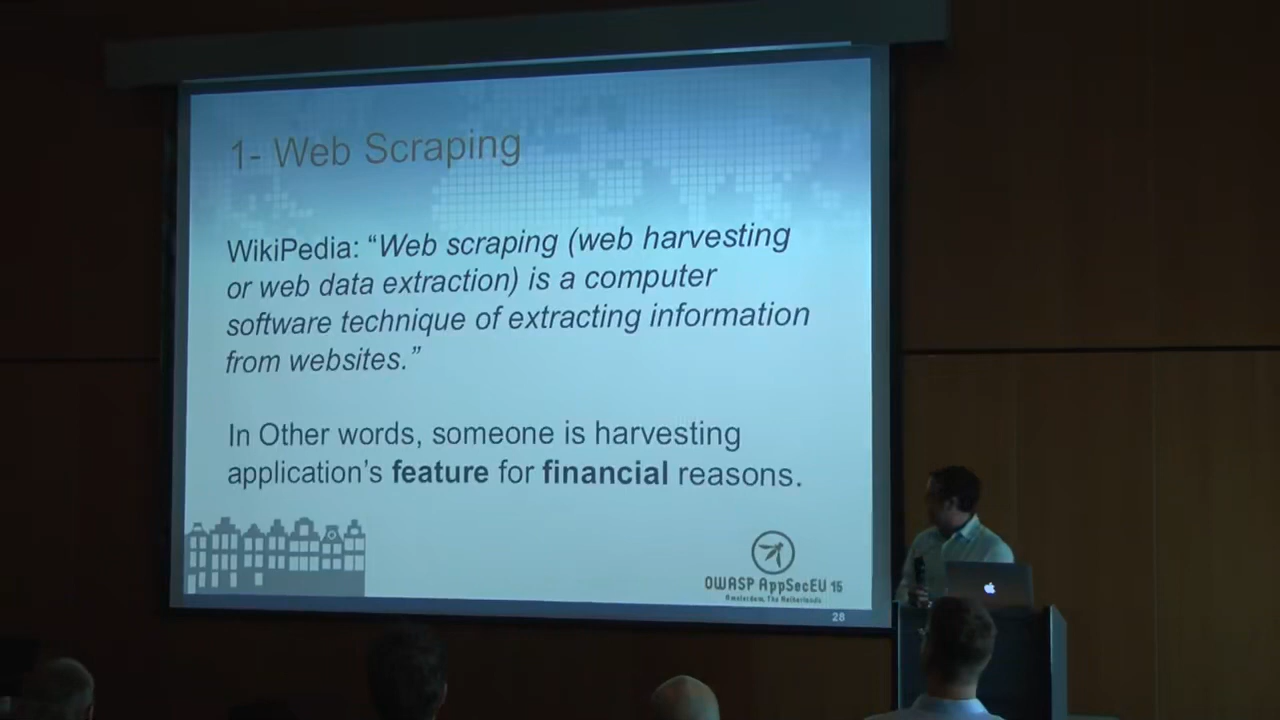 1- Web Scraping
WikiPedia: “Web scraping (web harvesting
or web data extraction) is a computer
software technique of extracting information
from websites.”
In Other words, someone is harvesting
application’s feature for financial reasons.
OWASP AppSecEU 15
Amsterdam, The Netherlands
28